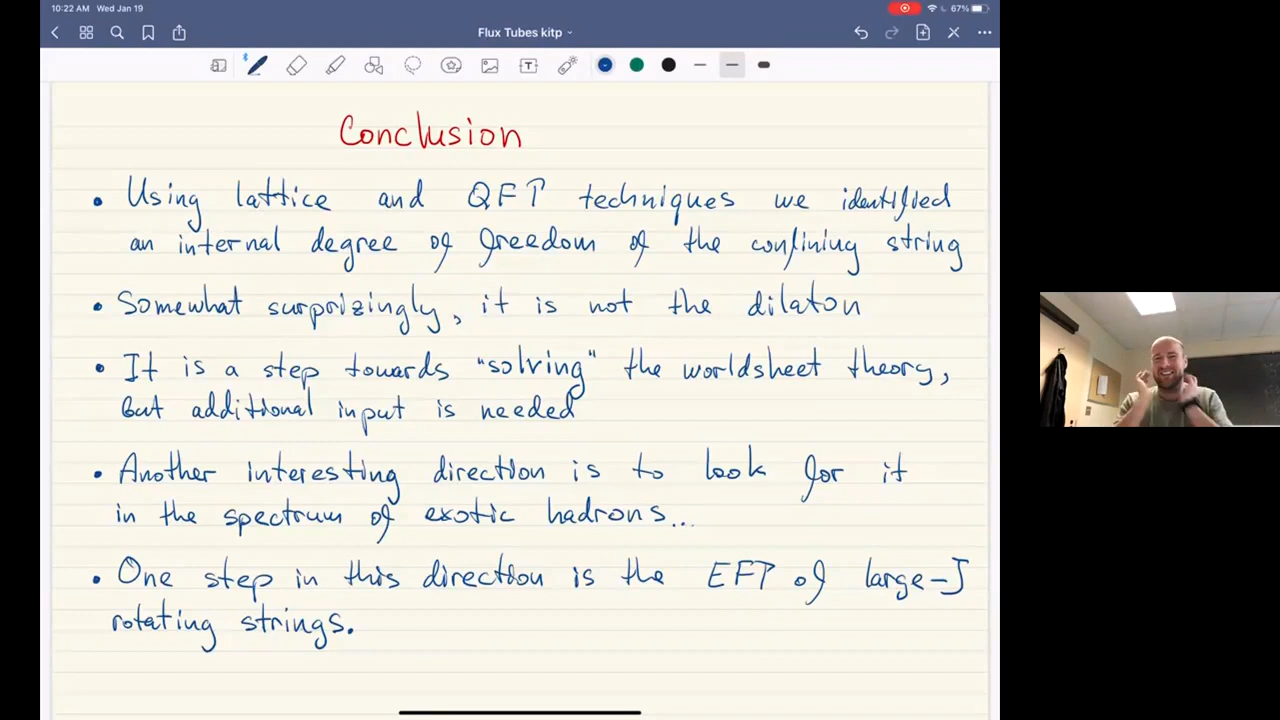 10:22 AM Wed Jan 19
67%
Flux Tubes kitp
Conclusion
• Using lattice and QFT techniques we identified
an internal degree of freedom of the confining string
• Somewhat surprizingly, it is not the dilaton
• It is a step towards "solving" the worldsheet theory,
but additional input is needed
• Another interesting direction is to look for it
in the spectrum of exotic hadrons...
• One step in this direction is the EFT of large-J
rotating strings.